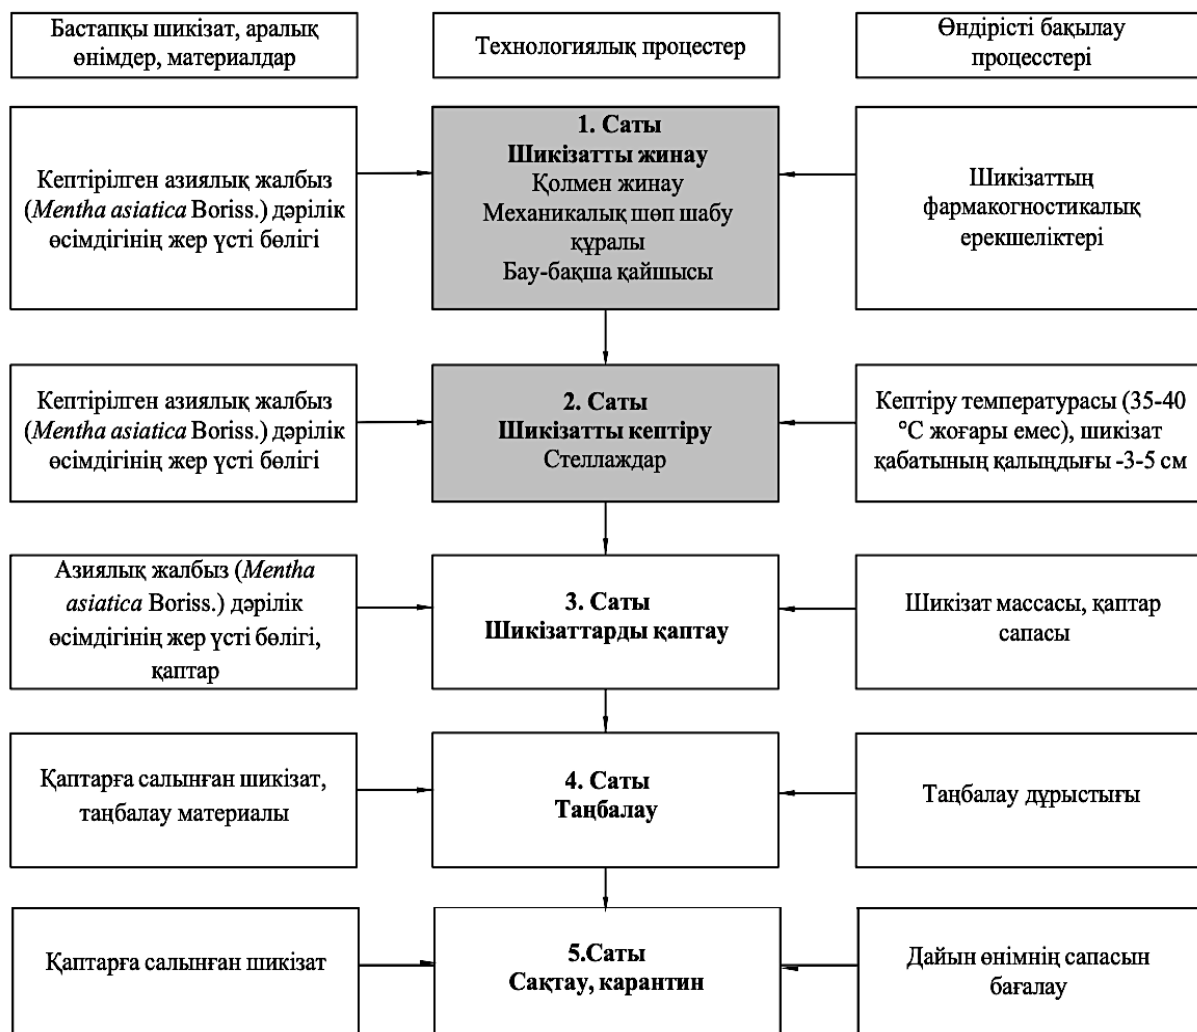 Бастапқы шикізат, аралық
өнімдер, материалдар
Технологиялық процестер
Өндірісті бақылау
процесстері
Кептірілген азиялық жалбыз
(Mentha asiatica Boriss.) дәрілік
өсімдігінің жер үсті бөлігі
1. Саты
Шикізатты жинау
Қолмен жинау
Механикалық шөп шабу
құралы
Бау-бақша қайшысы
Шикізаттың
фармакогностикалық
ерекшеліктері
Кептірілген азиялық жалбыз
(Mentha asiatica Boriss.) дәрілік
өсімдігінің жер үсті бөлігі
2. Саты
Шикізатты кептіру
Стеллаждар
Кептіру температурасы (35-40
°C жоғары емес), шикізат
қабатының қалыңдығы -3-5 см
Азиялық жалбыз (Mentha
asiatica Boriss.) дәрілік
өсімдігінің жер үсті бөлігі,
қаптар
3. Саты
Шикізаттарды қаптау
Шикізат массасы, қаптар
сапасы
Қаптарға салынған шикізат,
таңбалау материалы
4. Саты
Таңбалау
Таңбалау дұрыстығы
Қаптарға салынған шикізат
5.Саты
Сақтау, карантин
Дайын өнімнің сапасын
бағалау